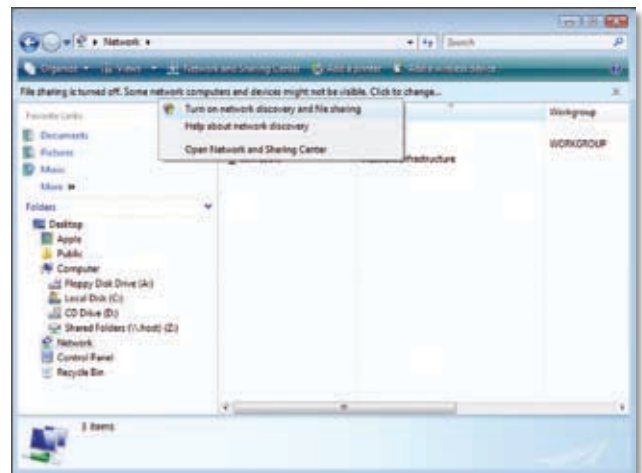 Network
Search
Organize Views Network and Sharing Center Add a printer Add a wireless device
File sharing is turned off. Some network computers and devices might not be visible. Click to change...
Turn on network discovery and file sharing
Help about network discovery
Open Network and Sharing Center
Favorite Links
Documents
Pictures
Music
More »
Workgroup
WORKGROUP
Folders
Desktop
Apple
Public
Computer
Floppy Disk Drive (A:)
Local Disk (C:)
CD Drive (D:)
Shared Folders (\\.host) (Z:)
Network
Control Panel
Recycle Bin
3 items